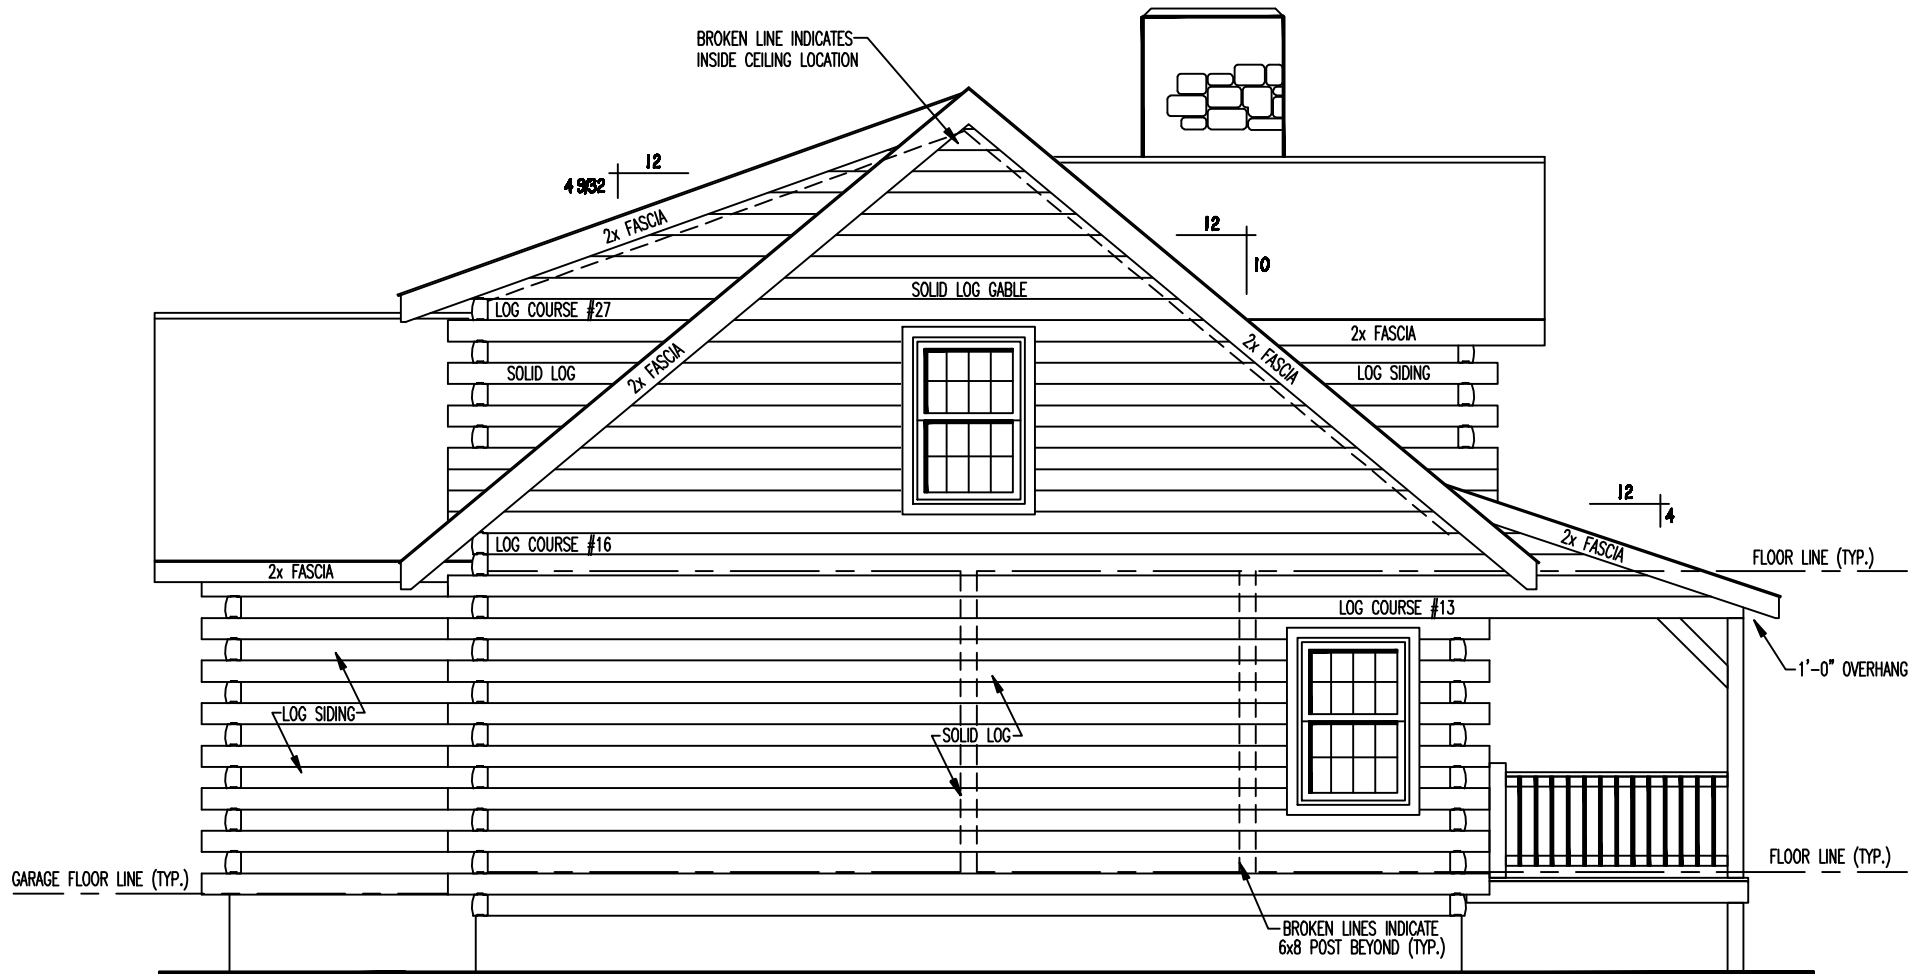 BROKEN LINE INDICATES
INSIDE CEILING LOCATION
12
4 9/32
2x FASCIA
12
10
SOLID LOG GABLE
LOG COURSE #27
2x FASCIA
2x FASCIA
2x FASCIA
SOLID LOG
LOG SIDING
12
4
LOG COURSE #16
2x FASCIA
FLOOR LINE (TYP.)
2x FASCIA
LOG COURSE #13
1'-0" OVERHANG
LOG SIDING
SOLID LOG
FLOOR LINE (TYP.)
GARAGE FLOOR LINE (TYP.)
BROKEN LINES INDICATE
6x8 POST BEYOND (TYP.)